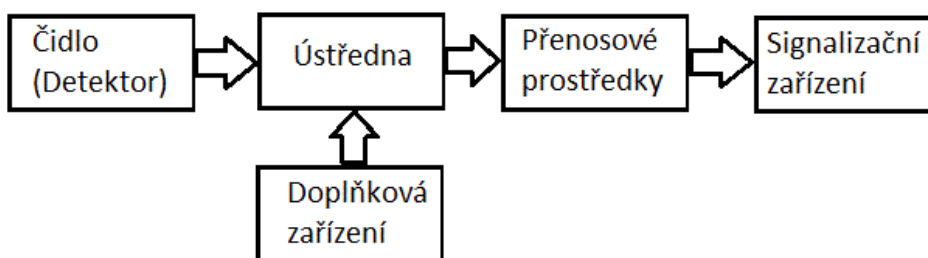 Čidlo
(Detektor)
Ústředna
Přenosové
prostředky
Signalizační
zařízení
Doplňková
zařízení